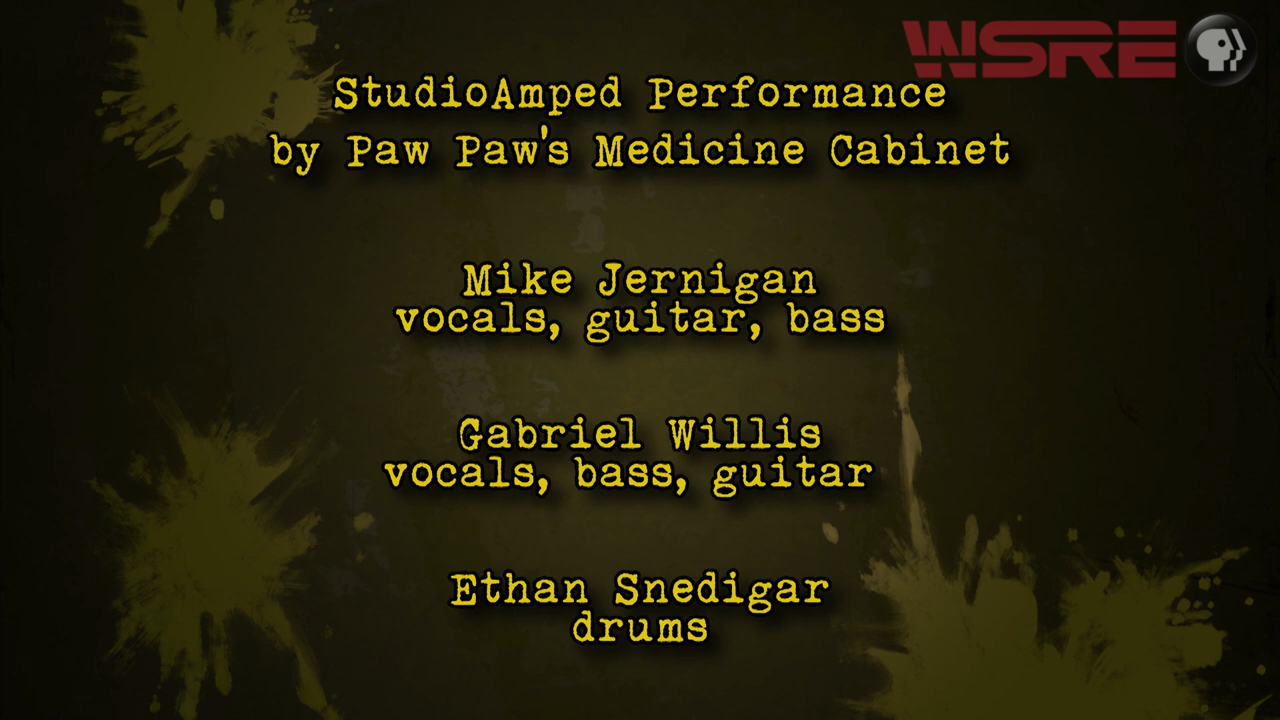 WSRE
StudioAmped Performance
by Paw Paw's Medicine Cabinet
Mike Jernigan
vocals, guitar, bass
Gabriel Willis
vocals, bass, guitar
Ethan Snedigar
drums